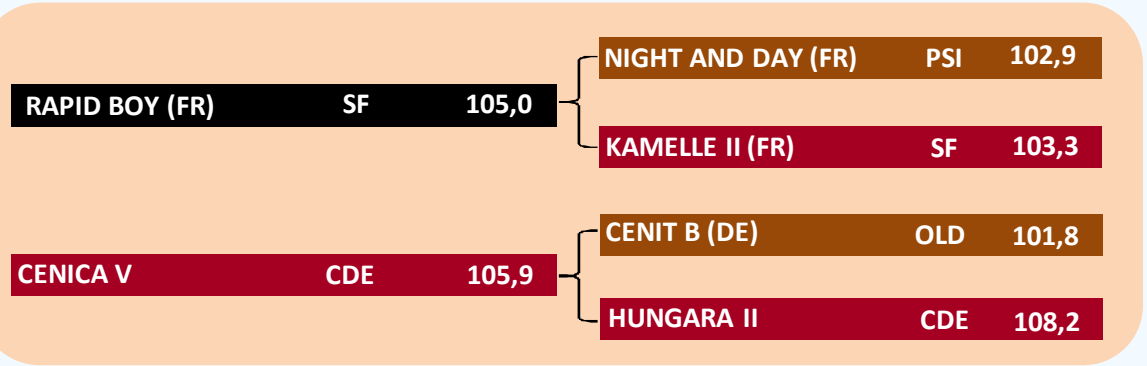 NIGHT AND DAY (FR) PSI 102,9
RAPID BOY (FR) SF 105,0
KAMELLE II (FR) SF 103,3
CENIT B (DE) OLD 101,8
CENICA V CDE 105,9
HUNGARA II CDE 108,2